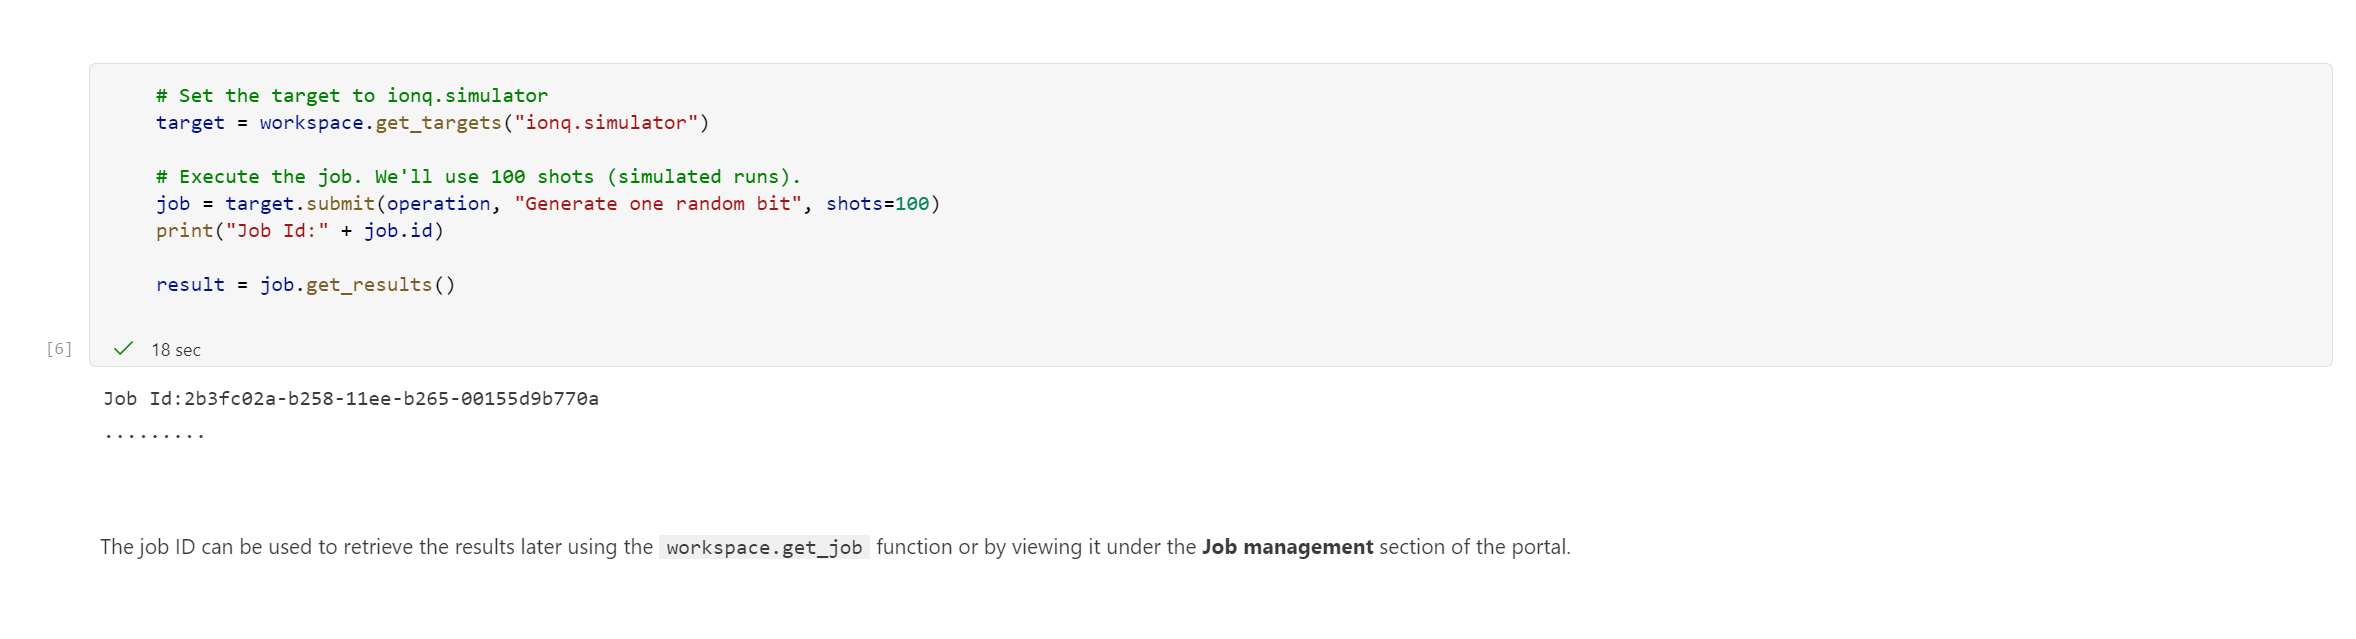 # Set the target to ionq.simulator
target = workspace.get_targets("ionq.simulator")
# Execute the job. We'll use 100 shots (simulated runs).
job = target.submit(operation, "Generate one random bit", shots=100)
print("Job Id:" + job.id)
result = job.get_results()
[6] 18 sec
Job Id:2b3fc02a-b258-11ee-b265-00155d9b770a
.........
The job ID can be used to retrieve the results later using the workspace.get_job function or by viewing it under the Job management section of the portal.